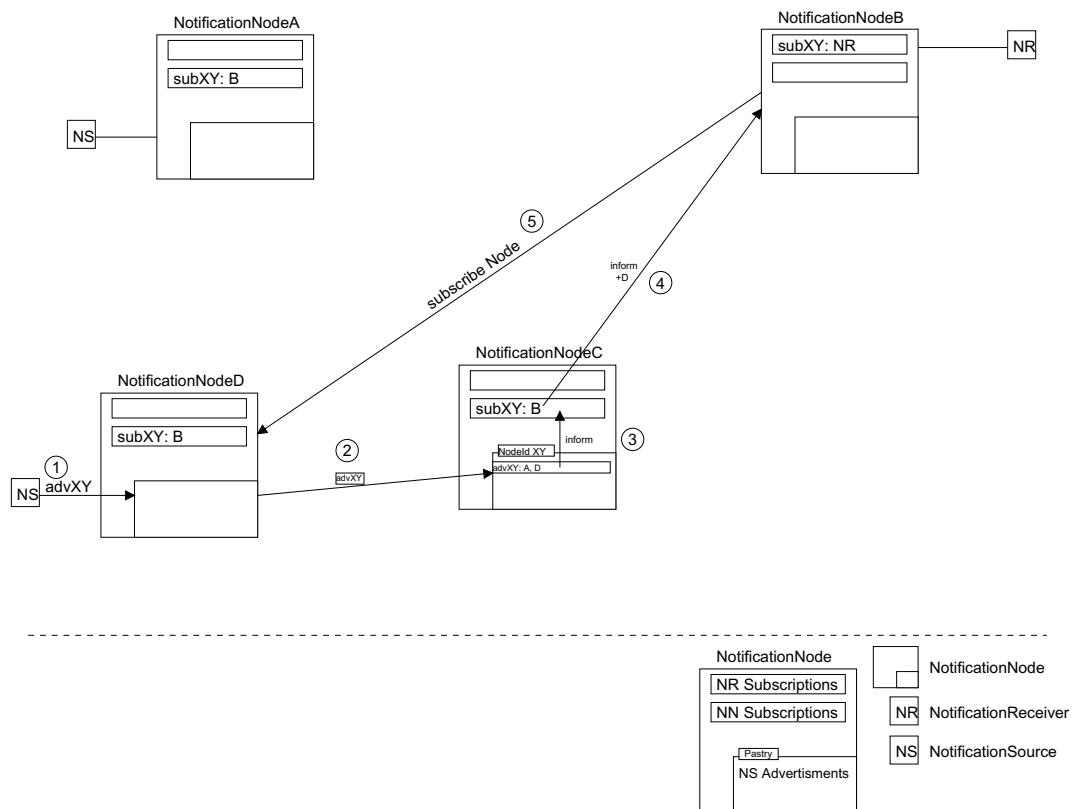 NotificationNodeA
NotificationNodeB
subXY: NR
NR
subXY: B
NS
5
subscribe Node
inform
+D
4
NotificationNodeC
NotificationNodeD
subXY: B
subXY: B
inform
3
2
NodeId XY
1
advXY
advXY: A, D
NS
advXY
NotificationNode
NR Subscriptions
NN Subscriptions
Pastry
NS Advertisments
NotificationNode
NR NotificationReceiver
NS NotificationSource